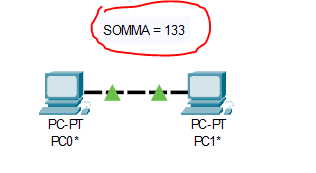 SOMMA = 133
PC-PT
PC0*
PC-PT
PC1*